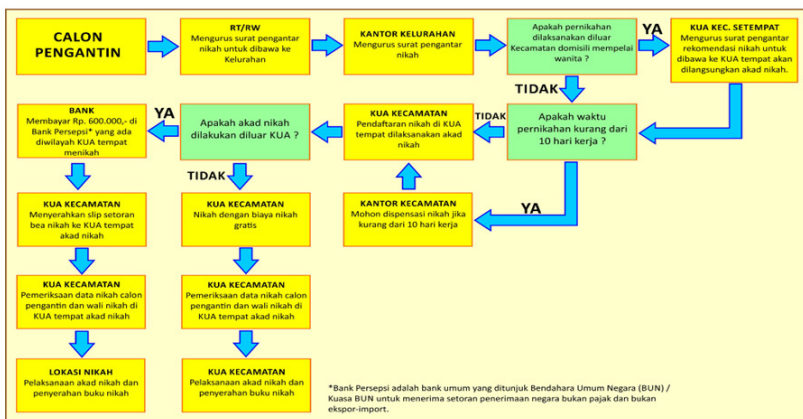 CALON
PENGANTIN
RT/RW
Mengurus surat pengantar
nikah untuk dibawa ke
Kelurahan
KANTOR KELURAHAN
Mengurus surat pengantar
nikah
Apakah pernikahan
dilaksanakan diluar
Kecamatan domisili mempelai
wanita ?
YA
KUA KEC. SETEMPAT
Mengurus surat pengantar
rekomendasi nikah untuk
dibawa ke KUA tempat akan
dilangsungkan akad nikah.
TIDAK
BANK
Membayar Rp. 600.000,- di
Bank Persepsi* yang ada
diwilayah KUA tempat
menikah
YA
Apakah akad nikah
dilakukan diluar KUA ?
KUA KECAMATAN
Pendaftaran nikah di KUA
tempat dilaksanakan akad
nikah
TIDAK
Apakah waktu
pernikahan kurang dari
10 hari kerja ?
TIDAK
YA
KUA KECAMATAN
Menyerahkan slip setoran
bea nikah ke KUA tempat
akad nikah
KUA KECAMATAN
Nikah dengan biaya nikah
gratis
KANTOR KECAMATAN
Mohon dispensasi nikah jika
kurang dari 10 hari kerja
KUA KECAMATAN
Pemeriksaan data nikah calon
pengantin dan wali nikah di
KUA tempat akad nikah
KUA KECAMATAN
Pemeriksaan data nikah calon
pengantin dan wali nikah di
KUA tempat akad nikah
LOKASI NIKAH
Pelaksanaan akad nikah dan
penyerahan buku nikah
KUA KECAMATAN
Pelaksanaan akad nikah dan
penyerahan buku nikah
*Bank Persepsi adalah bank umum yang ditunjuk Bendahara Umum Negara (BUN) /
Kuasa BUN untuk menerima setoran penerimaan negara bukan pajak dan bukan
ekspor-import.